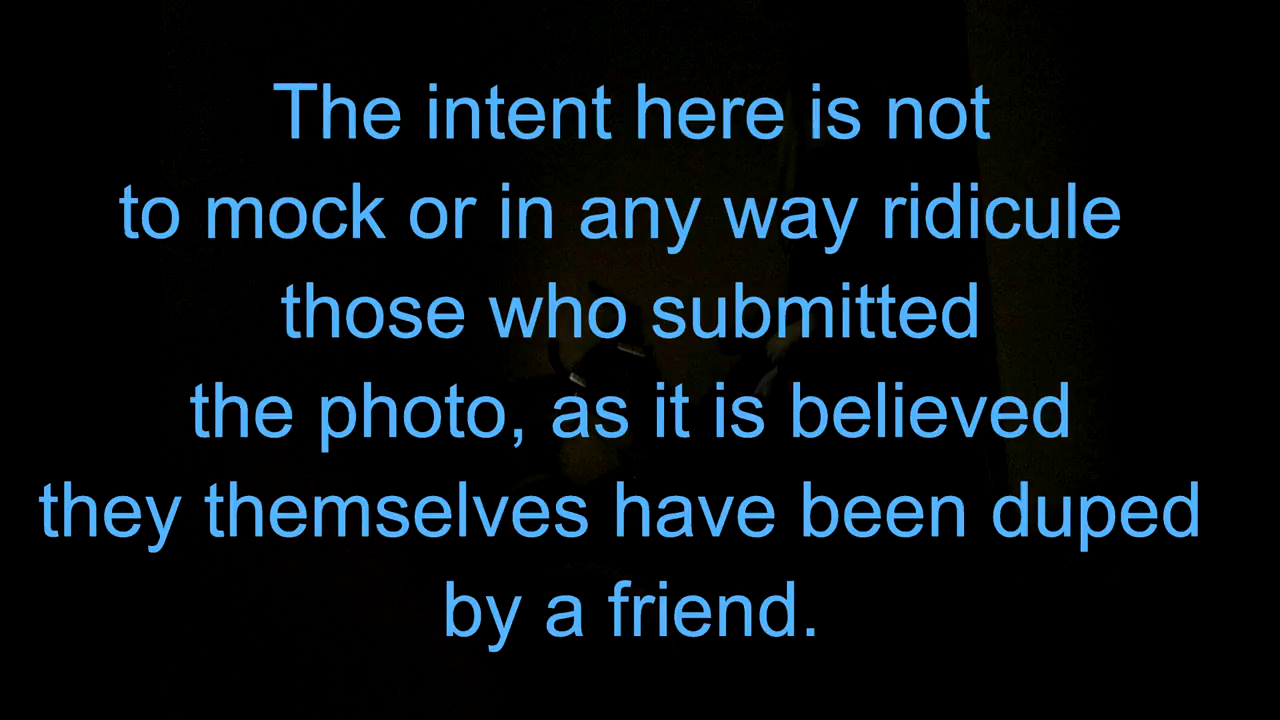 The intent here is not
to mock or in any way ridicule
those who submitted
the photo, as it is believed
they themselves have been duped
by a friend.